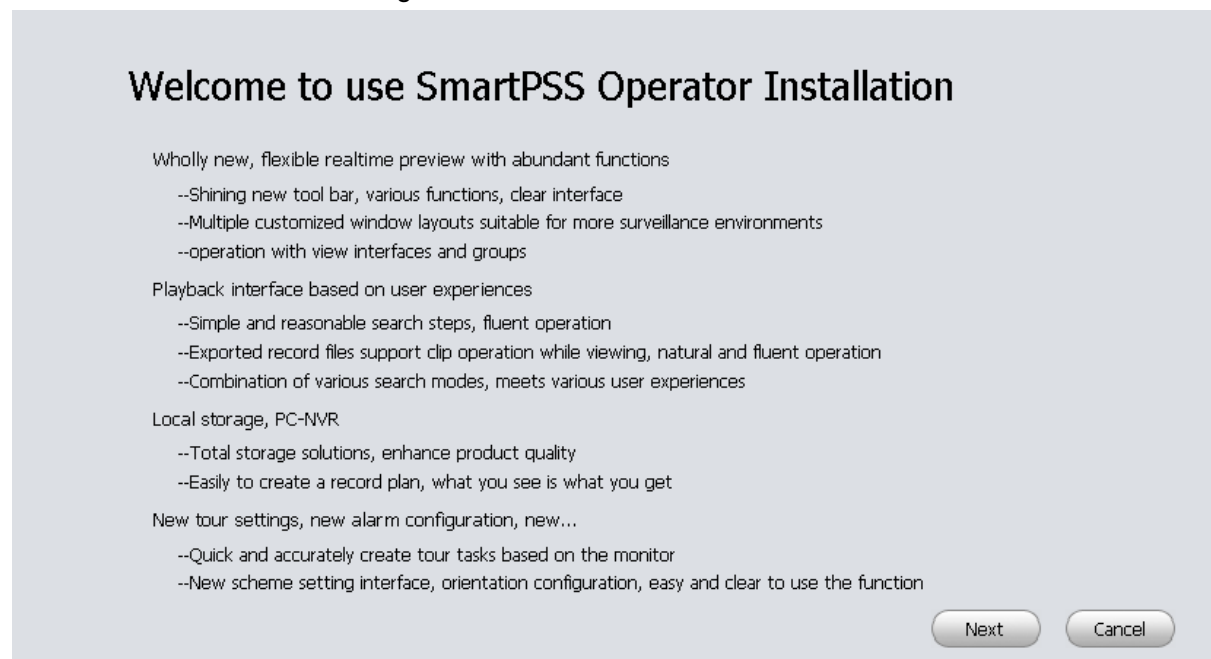 Welcome to use SmartPSS Operator Installation
Wholly new, flexible realtime preview with abundant functions
--Shining new tool bar, various functions, clear interface
--Multiple customized window layouts suitable for more surveillance environments
--operation with view interfaces and groups
Playback interface based on user experiences
--Simple and reasonable search steps, fluent operation
--Exported record files support clip operation while viewing, natural and fluent operation
--Combination of various search modes, meets various user experiences
Local storage, PC-NVR
--Total storage solutions, enhance product quality
--Easily to create a record plan, what you see is what you get
New tour settings, new alarm configuration, new...
--Quick and accurately create tour tasks based on the monitor
--New scheme setting interface, orientation configuration, easy and clear to use the function
Next Cancel